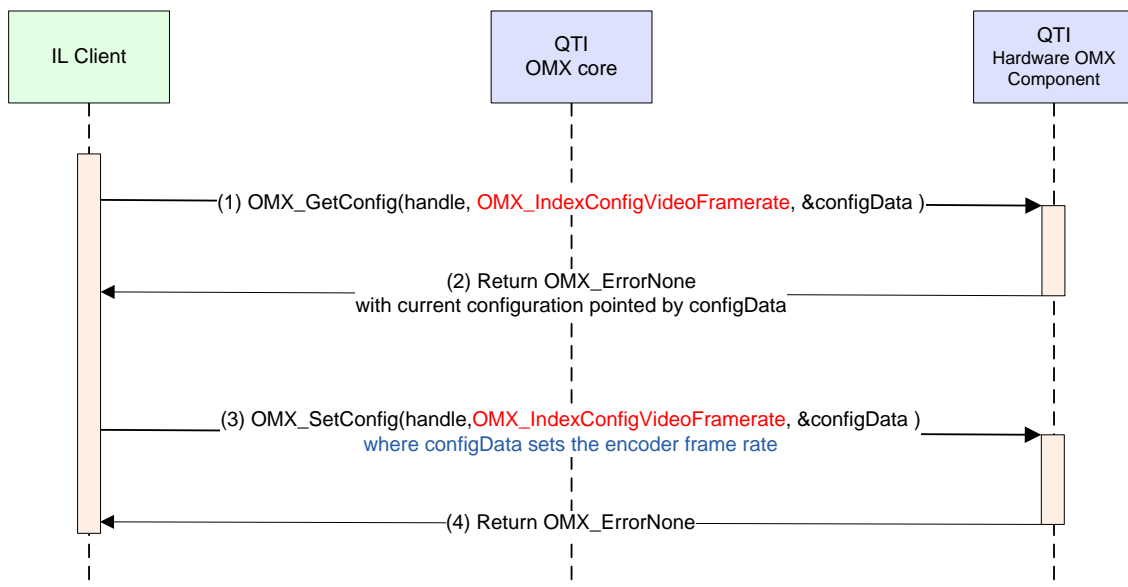 IL Client
QTI
OMX core
QTI
Hardware OMX
Component
(1) OMX_GetConfig(handle, OMX_IndexConfigVideoFramerate, &configData )
(2) Return OMX_ErrorNone
with current configuration pointed by configData
(3) OMX_SetConfig(handle,OMX_IndexConfigVideoFramerate, &configData )
where configData sets the encoder frame rate
(4) Return OMX_ErrorNone